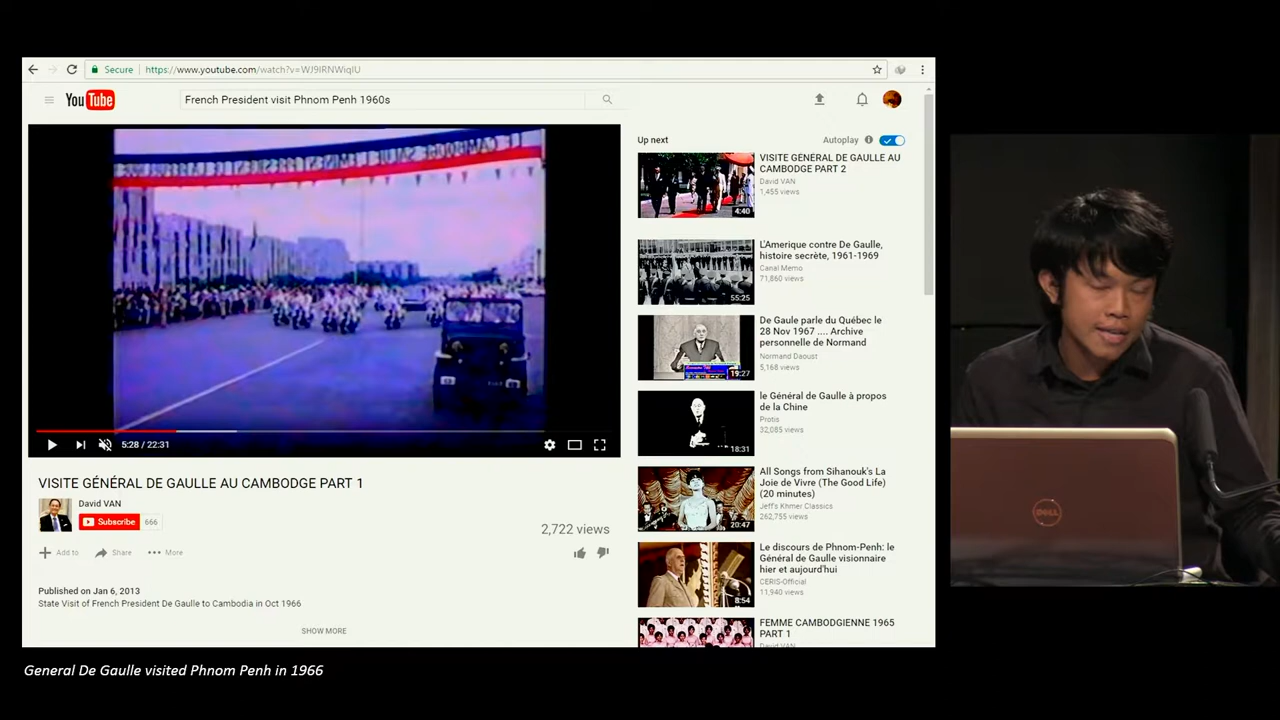 Secure
https://www.youtube.com/watch?v=WJ9IRNWiqIU
YouTube
French President visit Phnom Penh 1960s
5:28 / 22:31
VISITE GÉNÉRAL DE GAULLE AU CAMBODGE PART 1
David VAN
Subscribe
666
2,722 views
Add to
Share
More
Published on Jan 6, 2013
State Visit of French President De Gaulle to Cambodia in Oct 1966
SHOW MORE
Up next
Autoplay
VISITE GÉNÉRAL DE GAULLE AU
CAMBODGE PART 2
David VAN
1,455 views
4:40
L'Amerique contre De Gaulle,
histoire secrète, 1961-1969
Canal Memo
71,860 views
55:25
De Gaule parle du Québec le
28 Nov 1967 .... Archive
personnelle de Normand
Normand Daoust
5,168 views
19:27
le Général de Gaulle à propos
de la Chine
Protis
32,085 views
18:31
All Songs from Sihanouk's La
Joie de Vivre (The Good Life)
(20 minutes)
Jeff's Khmer Classics
262,755 views
20:47
Le discours de Phnom-Penh: le
Général de Gaulle visionnaire
hier et aujourd'hui
CERIS-Official
11,940 views
8:54
FEMME CAMBODGIENNE 1965
PART 1
David VAN
DELL
General De Gaulle visited Phnom Penh in 1966